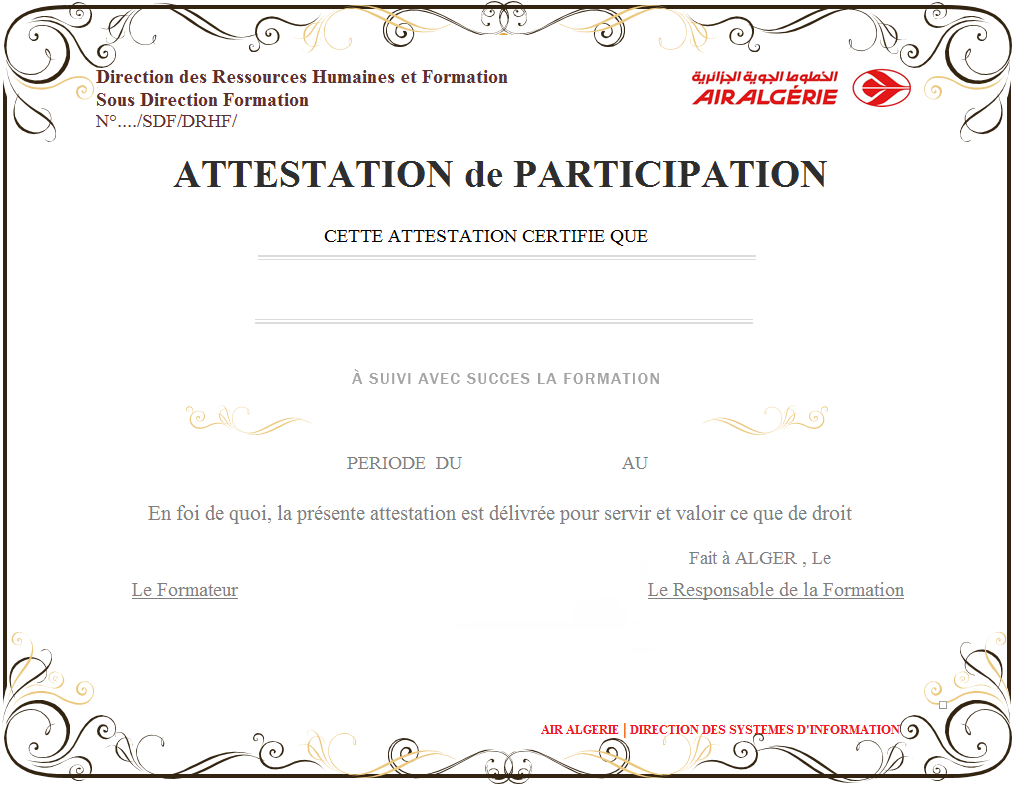 Direction des Ressources Humaines et Formation
Sous Direction Formation
N°..../SDF/DRHF/
الخطوط الجوية الجزائرية
AIR ALGÉRIE
ATTESTATION de PARTICIPATION
CETTE ATTESTATION CERTIFIE QUE
À SUIVI AVEC SUCCES LA FORMATION
PERIODE DU AU
En foi de quoi, la présente attestation est délivrée pour servir et valoir ce que de droit
Fait à ALGER , Le
Le Formateur Le Responsable de la Formation
AIR ALGERIE | DIRECTION DES SYSTEMES D'INFORMATION